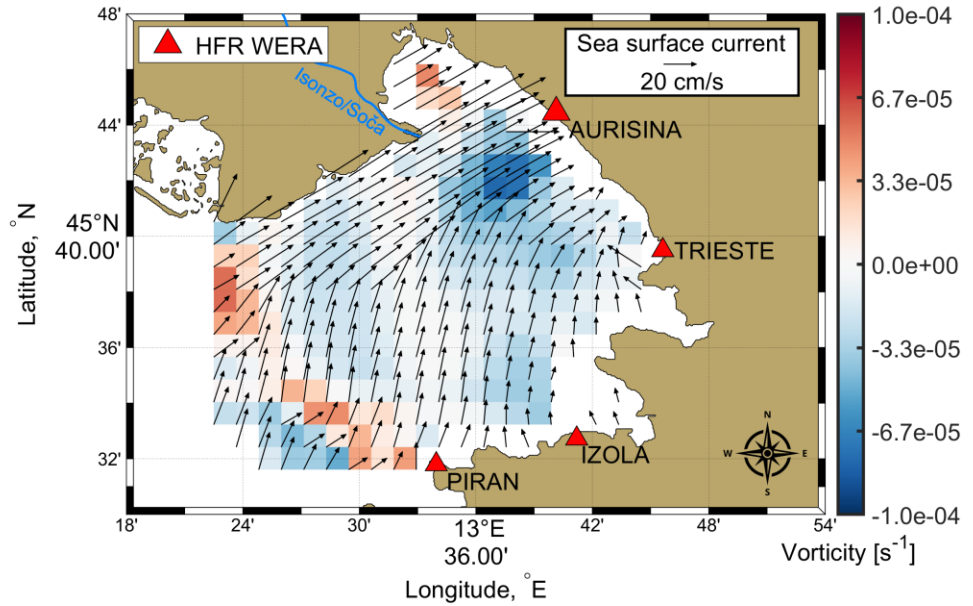 48'
44'
45°N
40.00'
36'
32'
Latitude, °N
HFR WERA
Isonzo/Soča
Sea surface current
20 cm/s
AURISINA
TRIESTE
IZOLA
PIRAN
N
W
E
S
18'
24'
30'
13°E
36.00'
42'
48'
54'
Longitude, °E
1.0e-04
6.7e-05
3.3e-05
0.0e+00
-3.3e-05
-6.7e-05
-1.0e-04
Vorticity [s-1]